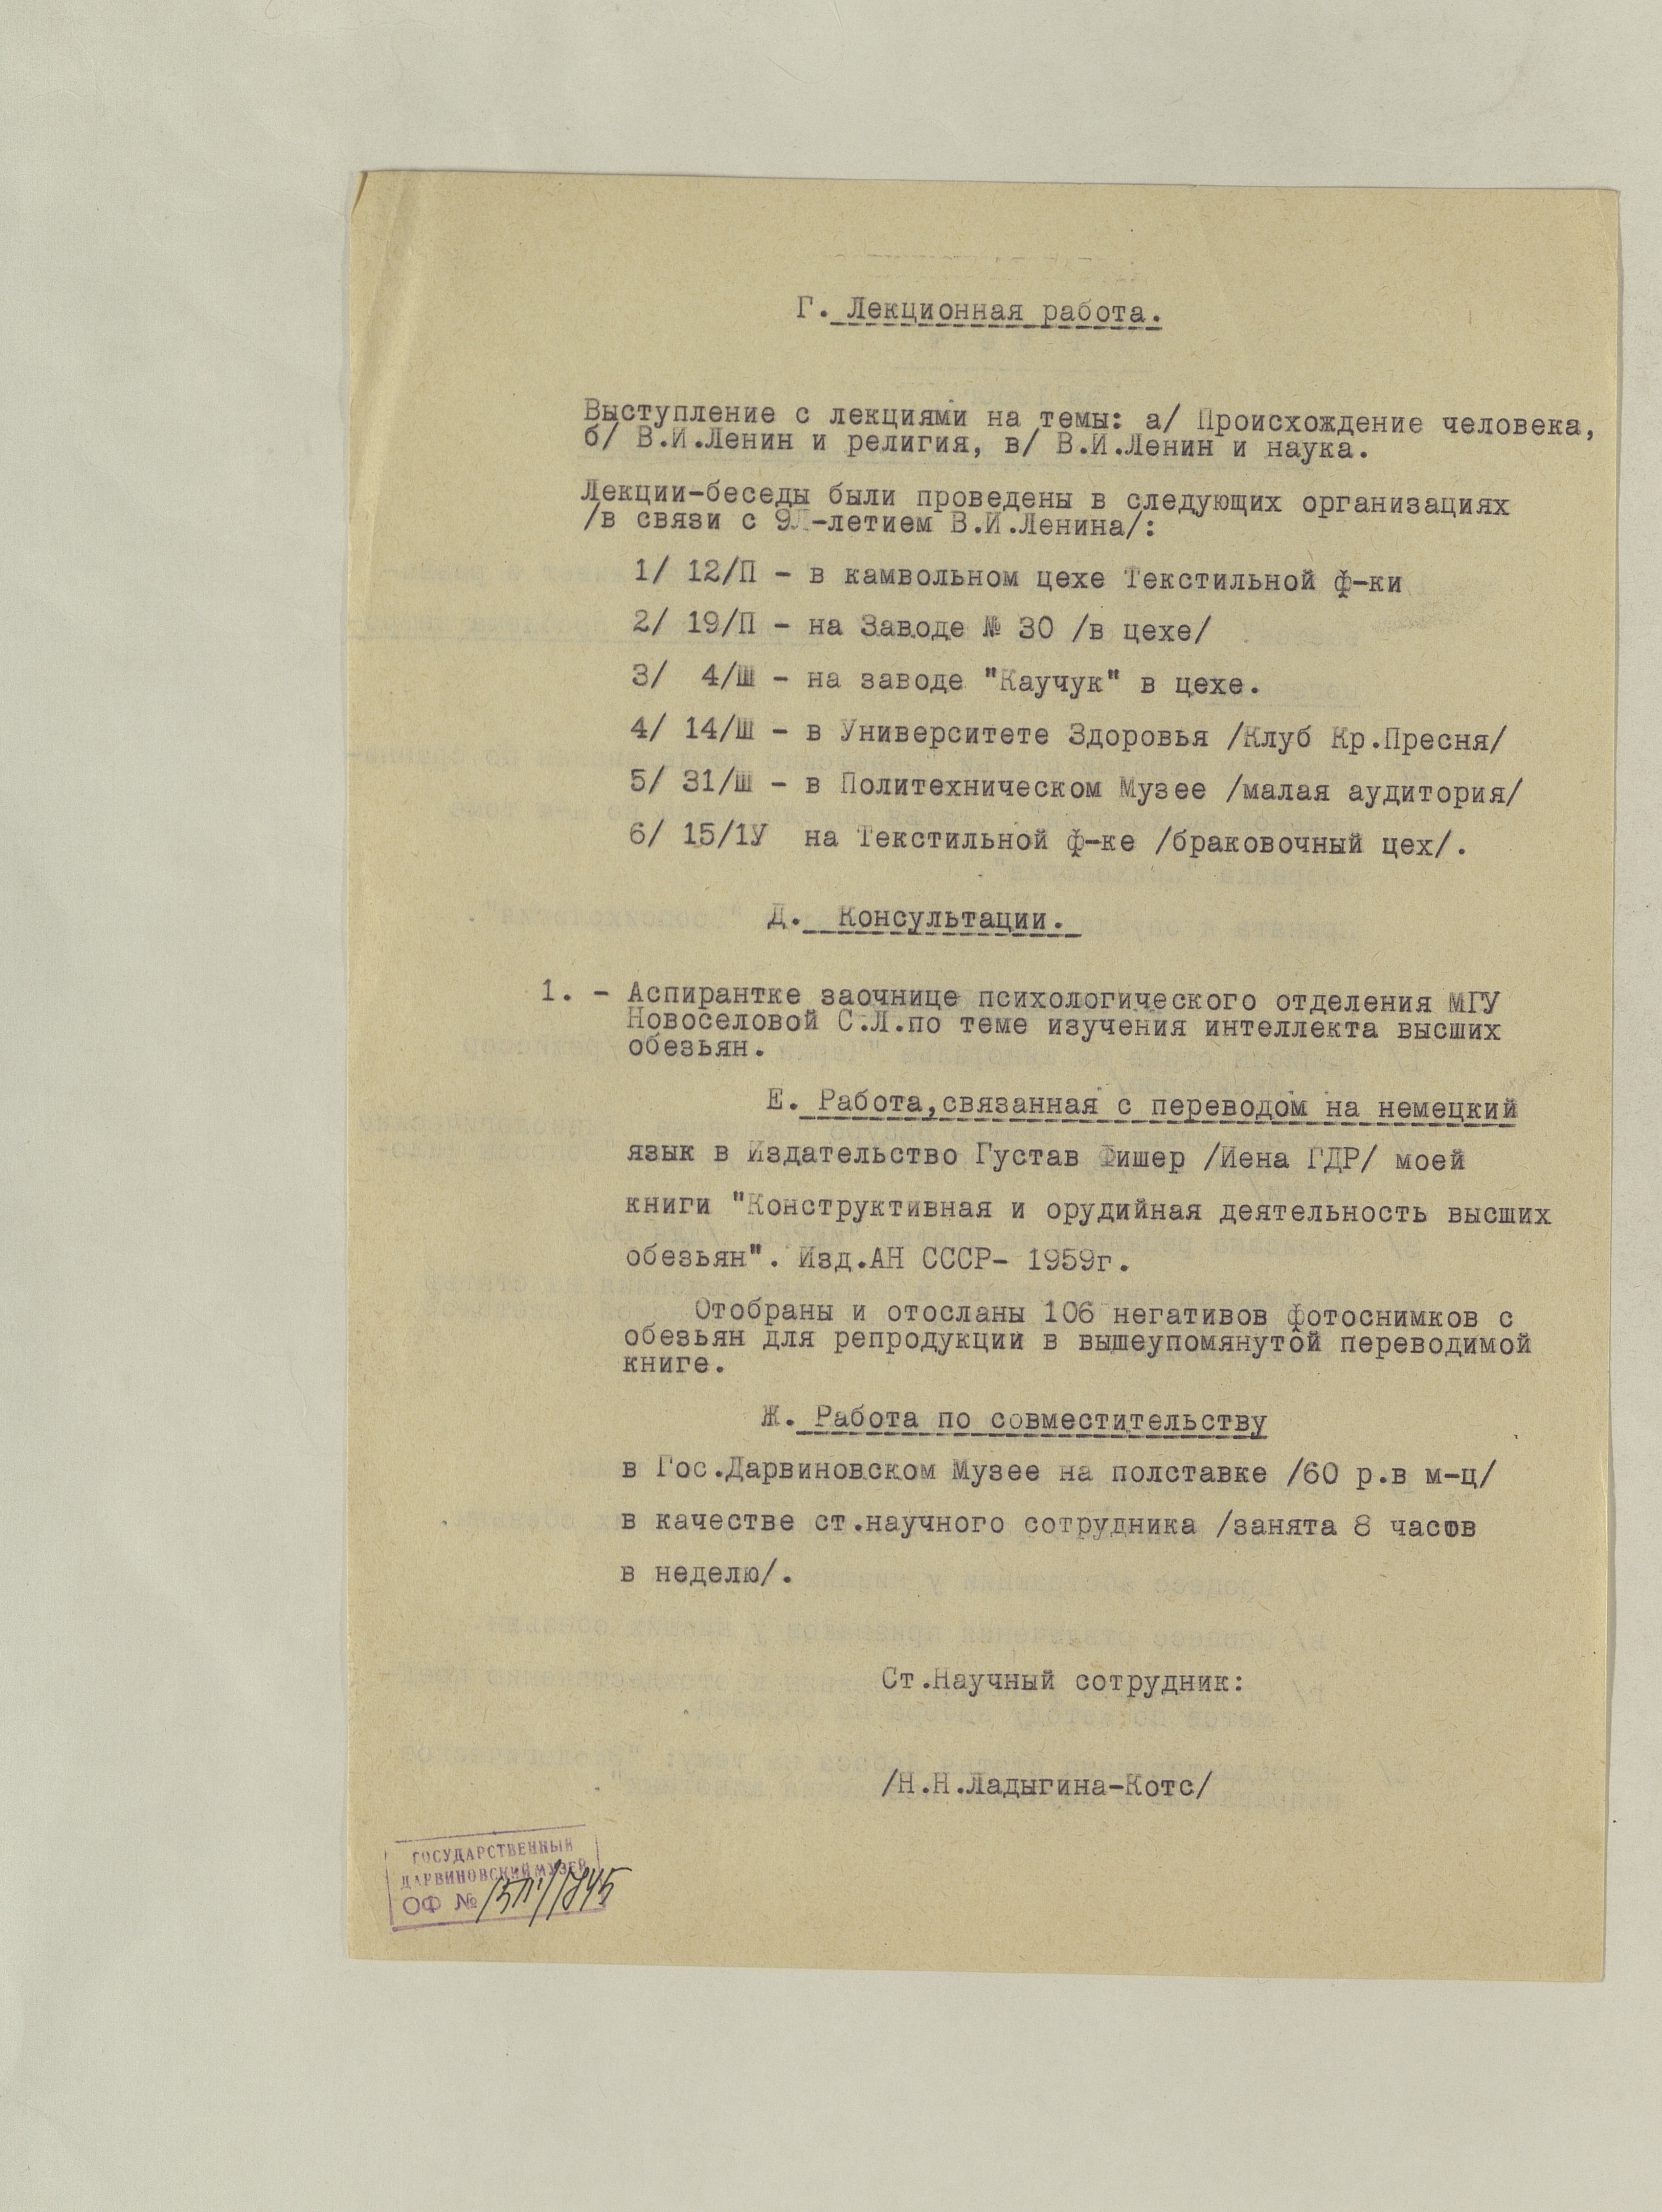 Г. Лекционная работа.
Выступление с лекциями на темы: а/ Происхождение человека,
б/ В.И.Ленин и религия, в/ В.И.Ленин и наука.
Лекции-беседы были проведены в следующих организациях
/в связи с -летием В.И.Ленина/:
1/ 12/П - в камвольном цехе Текстильной ф-ки
2/ 19/П - на Заводе № 30 /в цехе/
3/ 4/Ш - на заводе "Каучук" в цехе.
4/ 14/Ш - в Университете Здоровья /Клуб Кр.Пресня/
5/ 31/Ш - в Политехническом Музее /малая аудитория/
6/ 15/1У на Текстильной ф-ке /браковочный цех/.
Д. Консультации.
1. - Аспирантке заочнице психологического отделения МГУ
Новоселовой С.Л.по теме изучения интеллекта высших
обезьян.
Е. Работа,связанная с переводом на немецкий
язык в Издательство Густав Фишер /Иена ГДР/ моей
книги "Конструктивная и орудийная деятельность высших
обезьян". Изд.АН СССР- 1959г.
Отобраны и отосланы 106 негативов фотоснимков с
обезьян для репродукции в вышеупомянутой переводимой
книге.
Ж. Работа по совместительству
в Гос.Дарвиновском Музее на полставке /60 р.в м-ц/
в качестве ст.научного сотрудника /занята 8 часов
в неделю/.
Ст.Научный сотрудник:
/Н.Н.Ладыгина-Котс/
ГОСУДАРСТВЕННЫЙ
ДАРВИНОВСКИЙ МУЗЕЙ
ОФ №